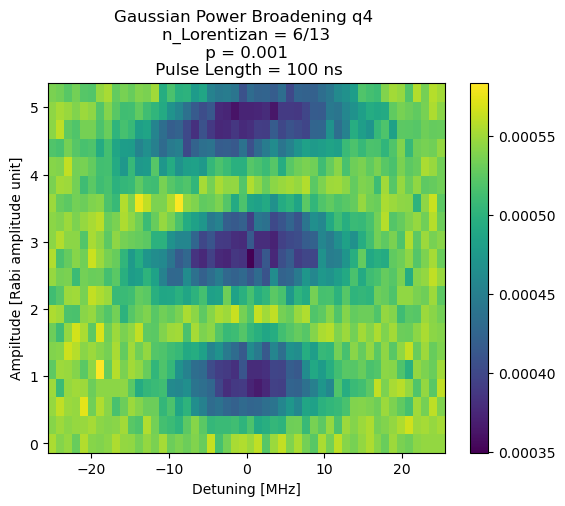 Gaussian Power Broadening q4
n_Lorentizan = 6/13
p = 0.001
Pulse Length = 100 ns
Amplitude [Rabi amplitude unit]
5
4
3
2
1
0
−20
−10
0
10
20
Detuning [MHz]
0.00055
0.00050
0.00045
0.00040
0.00035